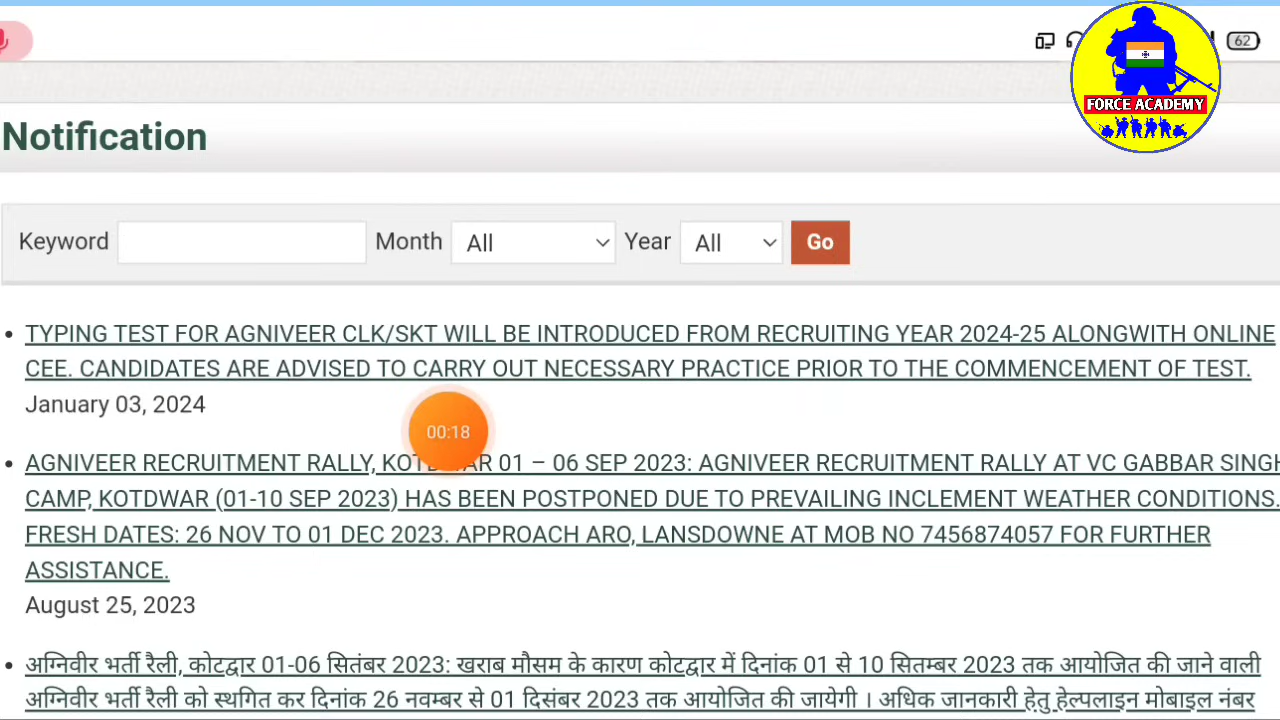 62
FORCE ACADEMY
Notification
Keyword Month All Year All Go
TYPING TEST FOR AGNIVEER CLK/SKT WILL BE INTRODUCED FROM RECRUITING YEAR 2024-25 ALONGWITH ONLINE
CEE. CANDIDATES ARE ADVISED TO CARRY OUT NECESSARY PRACTICE PRIOR TO THE COMMENCEMENT OF TEST.
January 03, 2024
00:18
AGNIVEER RECRUITMENT RALLY, KOTDWAR 01 – 06 SEP 2023: AGNIVEER RECRUITMENT RALLY AT VC GABBAR SINGH
CAMP, KOTDWAR (01-10 SEP 2023) HAS BEEN POSTPONED DUE TO PREVAILING INCLEMENT WEATHER CONDITIONS.
FRESH DATES: 26 NOV TO 01 DEC 2023. APPROACH ARO, LANSDOWNE AT MOB NO 7456874057 FOR FURTHER
ASSISTANCE.
August 25, 2023
अग्निवीर भर्ती रैली, कोटद्वार 01-06 सितंबर 2023: खराब मौसम के कारण कोटद्वार में दिनांक 01 से 10 सितम्बर 2023 तक आयोजित की जाने वाली
अग्निवीर भर्ती रैली को स्थगित कर दिनांक 26 नवम्बर से 01 दिसंबर 2023 तक आयोजित की जायेगी । अधिक जानकारी हेतु हेल्पलाइन मोबाइल नंबर